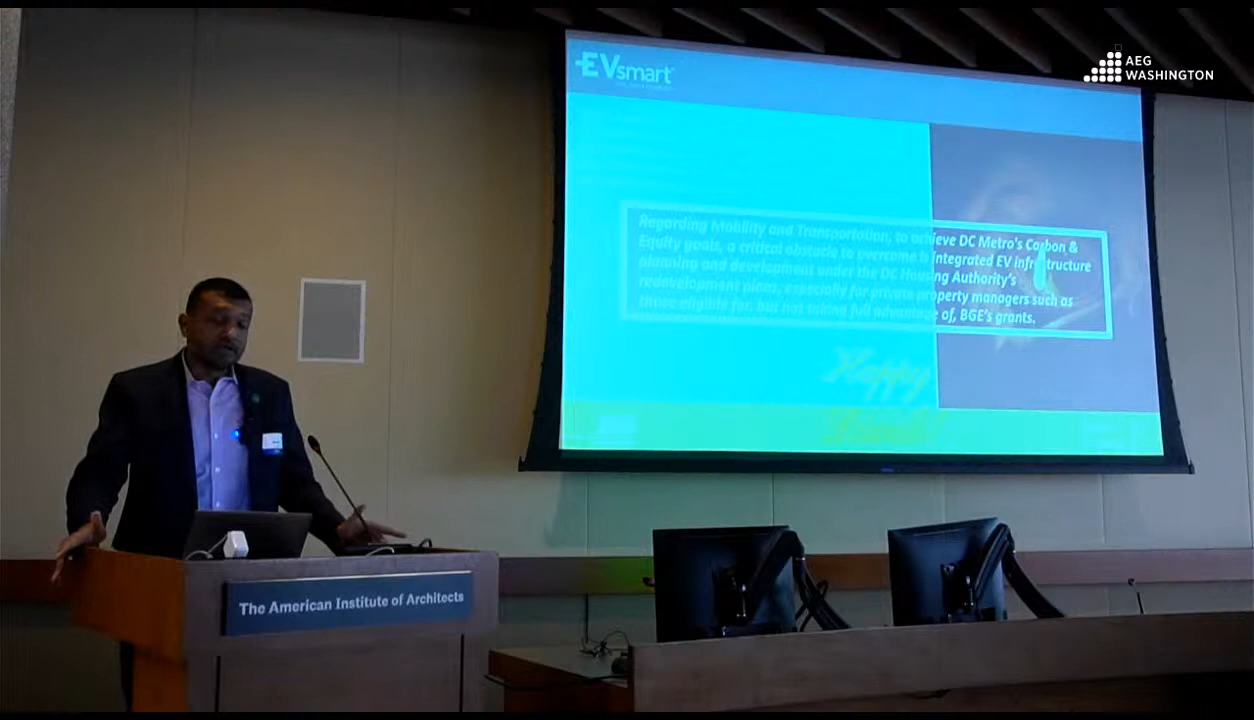 EVsmart
AEG
WASHINGTON
Regarding Mobility and Transportation, to achieve DC Metro's Carbon &
Equity goals, a critical obstacle to overcome is integrated EV infrastructure
planning and development under the DC Housing Authority's
redevelopment plans, especially for private property managers such as
those eligible for, but not taking full advantage of, BGE's grants.
Happy
The American Institute of Architects